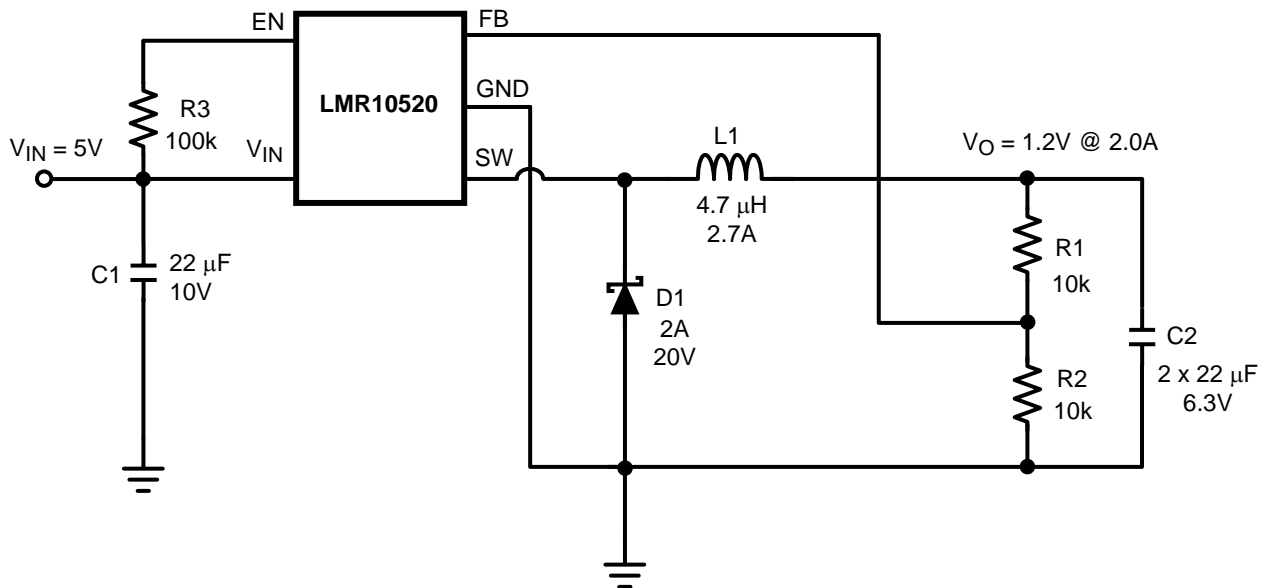 EN
FB
LMR10520
GND
R3
100k
V_IN = 5V
V_IN
SW
L1
4.7 μH
2.7A
V_O = 1.2V @ 2.0A
R1
10k
C1
22 μF
10V
D1
2A
20V
C2
2 x 22 μF
6.3V
R2
10k